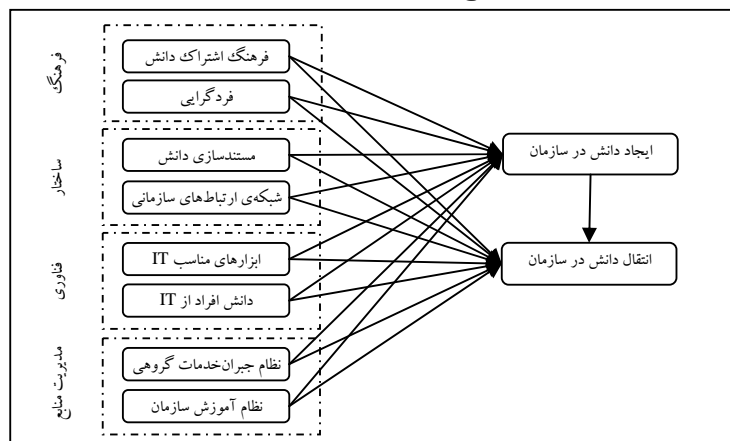 فرهنگ
فرهنگ اشتراک دانش
فردگرایی
ساختار
مستندسازی دانش
شبکه‌ی ارتباط‌های سازمانی
فناوری
ابزارهای مناسب IT
دانش افراد از IT
مدیریت منابع
نظام جبران‌خدمات گروهی
نظام آموزش سازمان
ایجاد دانش در سازمان
انتقال دانش در سازمان